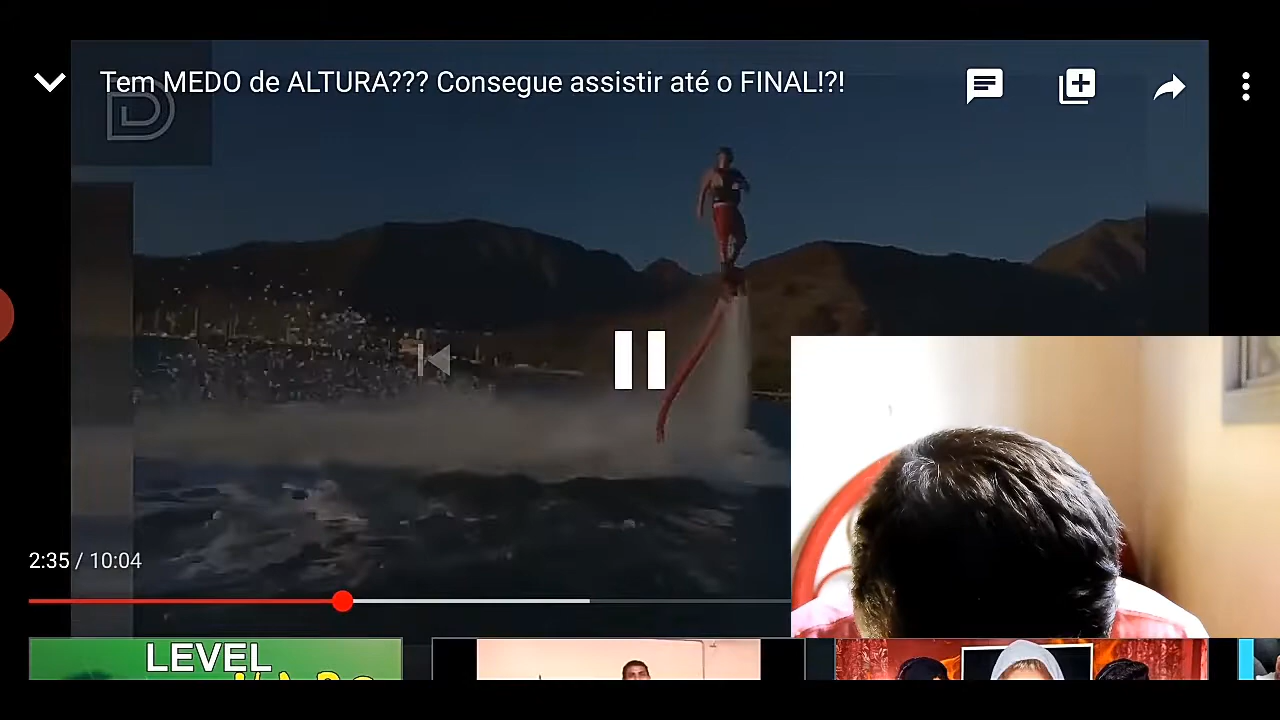 Tem MEDO de ALTURA??? Consegue assistir até o FINAL!?!
2:35 / 10:04
LEVEL